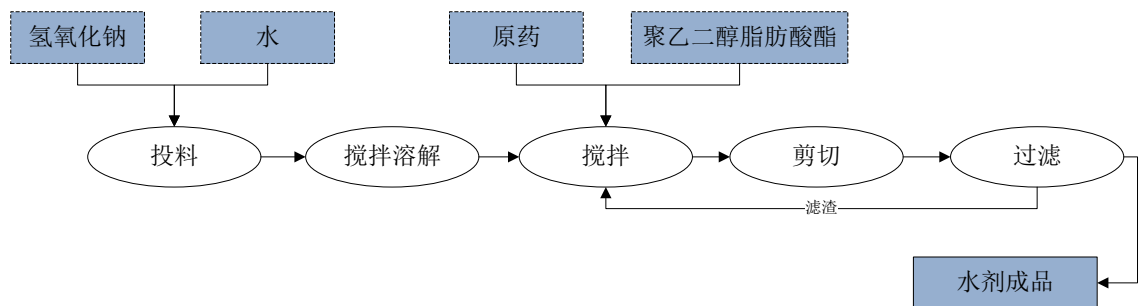 氢氧化钠
水
原药
聚乙二醇脂肪酸酯
投料
搅拌溶解
搅拌
剪切
过滤
滤渣
水剂成品